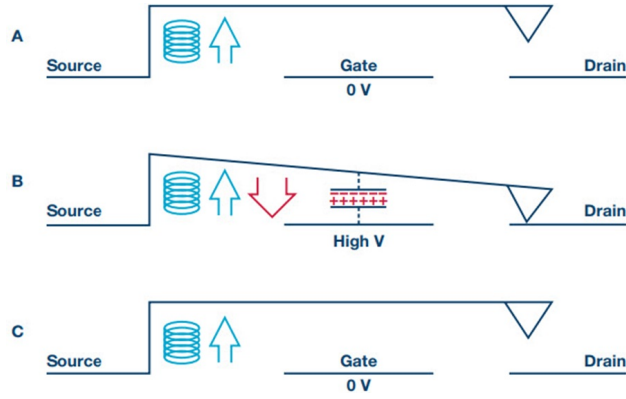 A
Source
Gate
Drain
0 V
B
Source
Drain
High V
C
Source
Gate
Drain
0 V